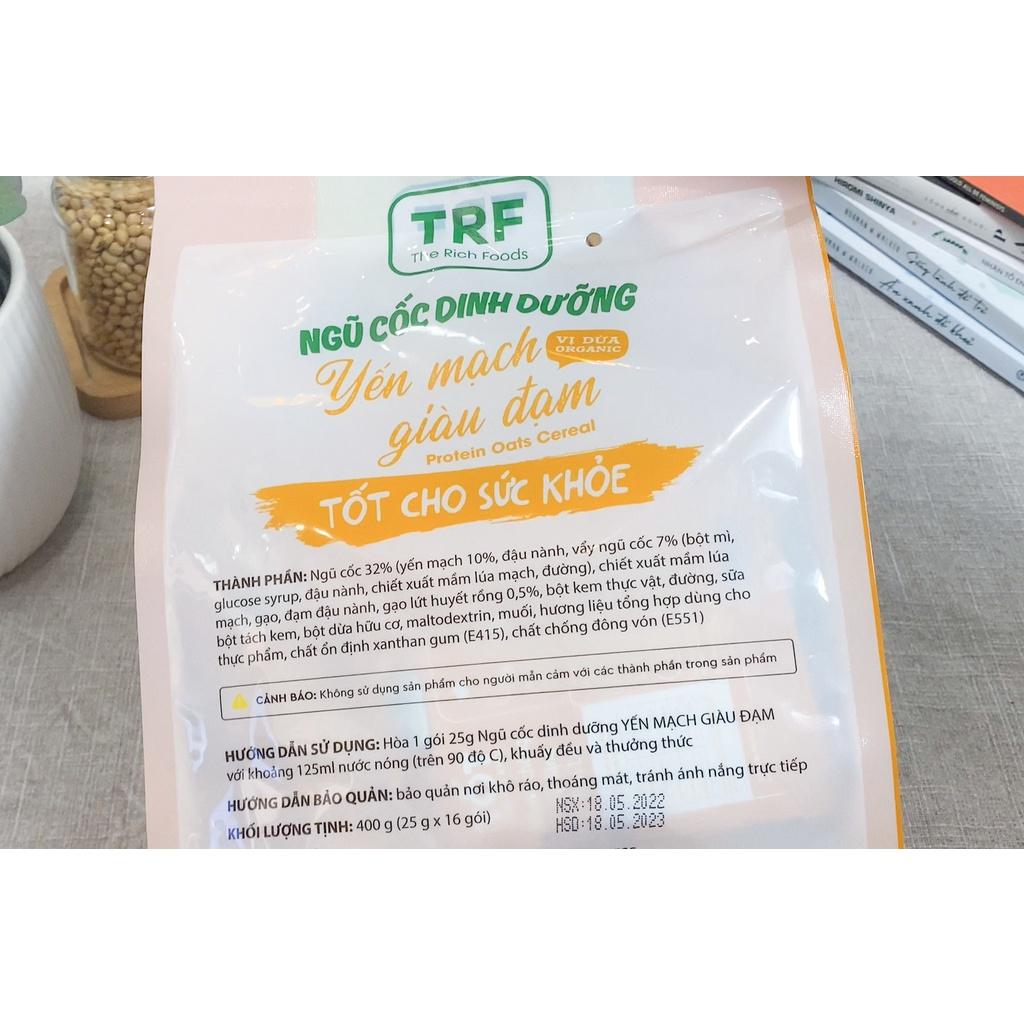 TRF
The Rich Foods
NGŨ CỐC DINH DƯỠNG
Yến mạch
VỊ DỪA
ORGANIC
giàu đạm
Protein Oats Cereal
TỐT CHO SỨC KHỎE
THÀNH PHẦN: Ngũ cốc 32% (yến mạch 10%, đậu nành, vẩy ngũ cốc 7% (bột mì,
glucose syrup, đậu nành, chiết xuất mầm lúa mạch, đường), chiết xuất mầm lúa
mạch, gạo, đạm đậu nành, gạo lứt huyết rồng 0,5%, bột kem thực vật, đường, sữa
bột tách kem, bột dừa hữu cơ, maltodextrin, muối, hương liệu tổng hợp dùng cho
thực phẩm, chất ổn định xanthan gum (E415), chất chống đông vón (E551)
CẢNH BÁO: Không sử dụng sản phẩm cho người mẫn cảm với các thành phần trong sản phẩm
HƯỚNG DẪN SỬ DỤNG: Hòa 1 gói 25g Ngũ cốc dinh dưỡng YẾN MẠCH GIÀU ĐẠM
với khoảng 125ml nước nóng (trên 90 độ C), khuấy đều và thưởng thức
HƯỚNG DẪN BẢO QUẢN: bảo quản nơi khô ráo, thoáng mát, tránh ánh nắng trực tiếp
KHỐI LƯỢNG TỊNH: 400 g (25 g x 16 gói)
NSX:18.05.2022
HSD:18.05.2023
HIROMI SHINYA